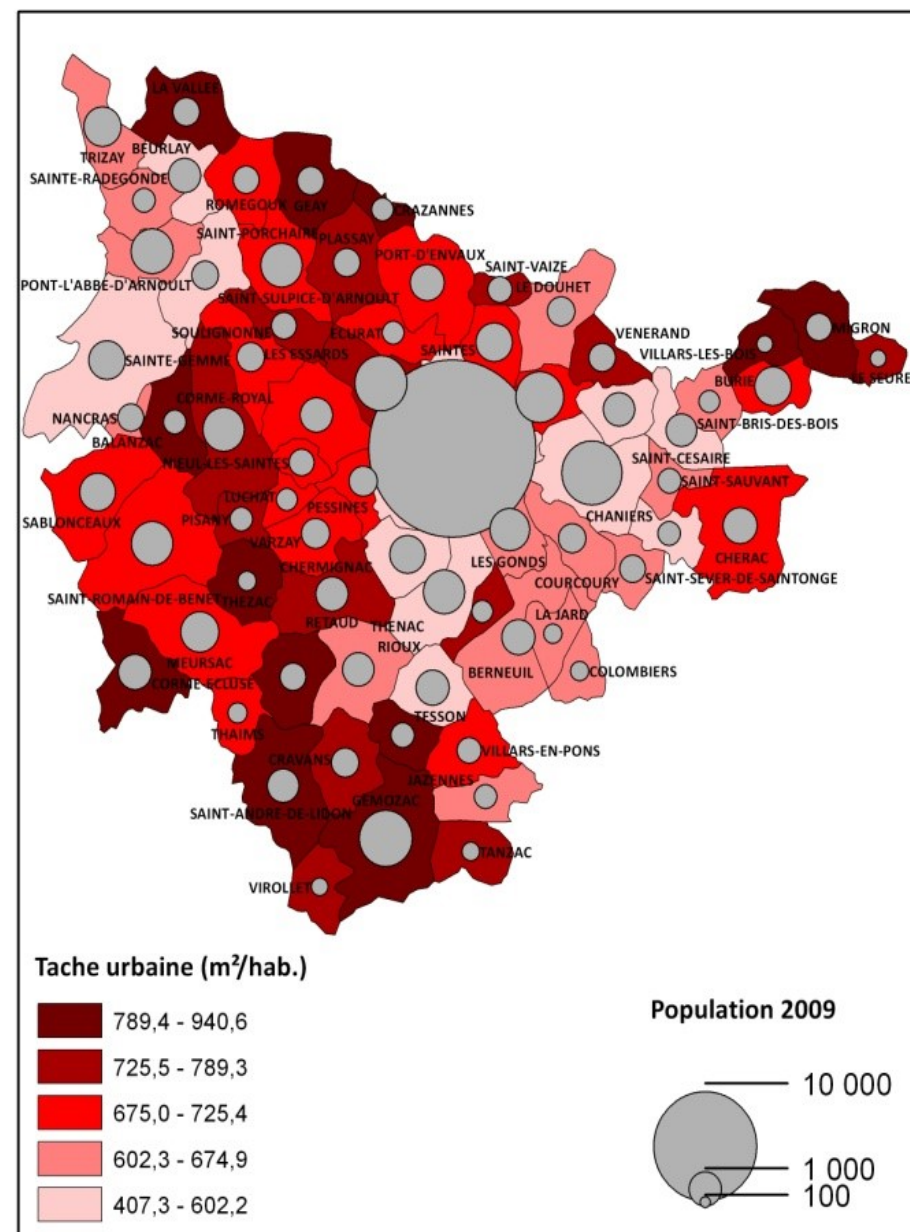 LA VALLEE
TRIZAY
BEURLAY
SAINTE-RADEGONDE
ROMEGOUX
GEAY
CRAZANNES
SAINT-PORCHAIRE
PLASSAY
PORT-D'ENVAUX
PONT-L'ABBE-D'ARNOULT
SAINT-VAIZE
LE DOUHET
SAINT-SULPICE-D'ARNOULT
SOULIGNONNE
ECURAT
SAINTES
VENERAND
MIGRON
VILLARS-LES-BOIS
SAINTE-GEMME
LES ESSARDS
LE SEURE
BURIE
CORME-ROYAL
NANCRAS
SAINT-BRIS-DES-BOIS
BALANZAC
NIEUL-LES-SAINTES
SAINT-CESAIRE
SAINT-SAUVANT
LUCHAT
PESSINES
CHANIERS
SABLONCEAUX
PISANY
VARZAY
LES GONDS
CHERAC
CHERMIGNAC
COURCOURY
SAINT-SEVER-DE-SAINTONGE
SAINT-ROMAIN-DE-BENET
THEZAC
RETAUD
THENAC
LA JARD
RIOUX
MEURSAC
BERNEUIL
COLOMBIERS
CORME-ECLUSE
TESSON
THAIMS
VILLARS-EN-PONS
CRAVANS
JAZENNES
GEMOZAC
SAINT-ANDRE-DE-LIDON
TANZAC
VIROLLET
Tache urbaine (m²/hab.)
789,4 - 940,6
725,5 - 789,3
675,0 - 725,4
602,3 - 674,9
407,3 - 602,2
Population 2009
10 000
1 000
100